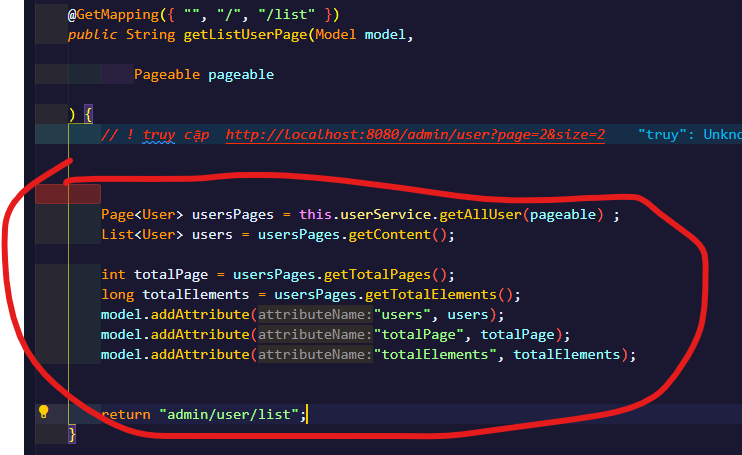 @GetMapping({ "", "/", "/list" })
public String getListUserPage(Model model,
Pageable pageable
) {
// ! truy cập  http://localhost:8080/admin/user?page=2&size=2    "truy": Unkno
Page<User> usersPages = this.userService.getAllUser(pageable) ;
List<User> users = usersPages.getContent();
int totalPage = usersPages.getTotalPages();
long totalElements = usersPages.getTotalElements();
model.addAttribute(attributeName:"users", users);
model.addAttribute(attributeName:"totalPage", totalPage);
model.addAttribute(attributeName:"totalElements", totalElements);
return "admin/user/list";
}